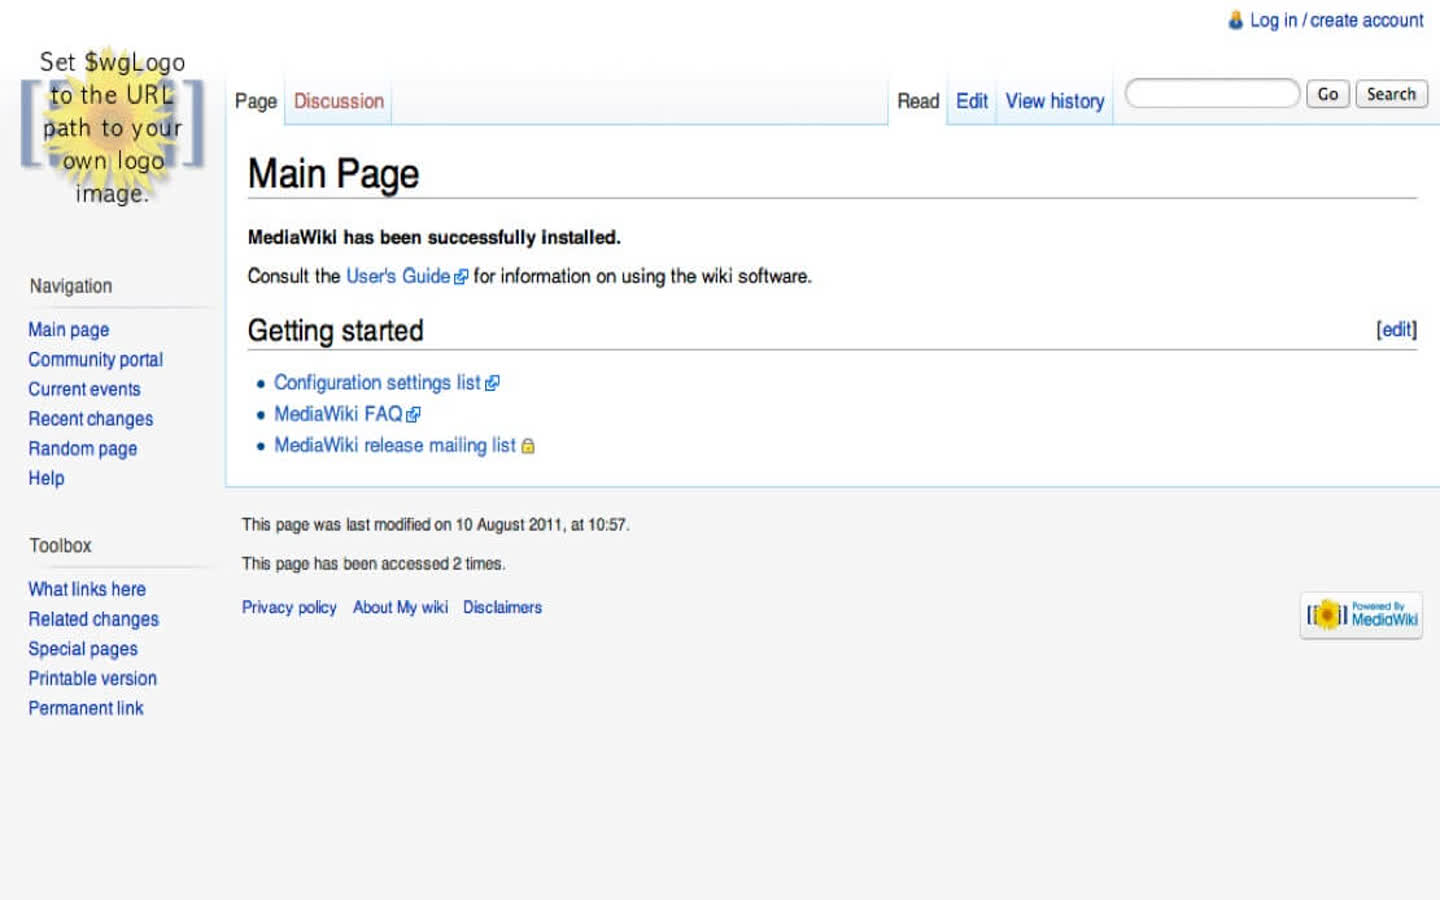 Log in / create account
Set $wgLogo
to the URL
path to your
own logo
image.
Page Discussion Read Edit View history Go Search
Main Page
MediaWiki has been successfully installed.
Consult the User's Guide for information on using the wiki software.
Navigation
Main page
Community portal
Current events
Recent changes
Random page
Help
Getting started [edit]
Configuration settings list
MediaWiki FAQ
MediaWiki release mailing list
Toolbox
What links here
Related changes
Special pages
Printable version
Permanent link
This page was last modified on 10 August 2011, at 10:57.
This page has been accessed 2 times.
Privacy policy About My wiki Disclaimers
Powered By
MediaWiki